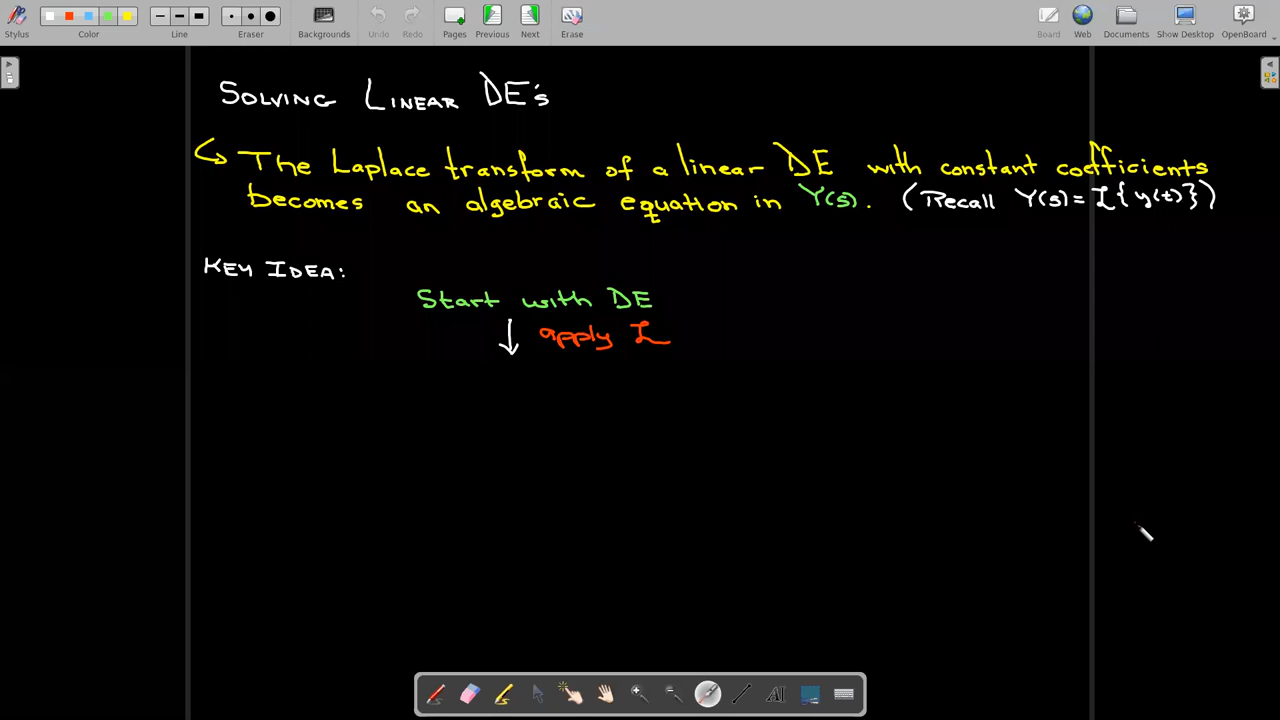 Stylus Color Line Eraser Backgrounds Undo Redo Pages Previous Next Erase Board Web Documents Show Desktop OpenBoard
SOLVING LINEAR DE's
The Laplace transform of a linear DE with constant coefficients
becomes an algebraic equation in Y(s). (Recall Y(s) = ℒ{y(t)})
KEY IDEA:
Start with DE
↓ apply ℒ
AI